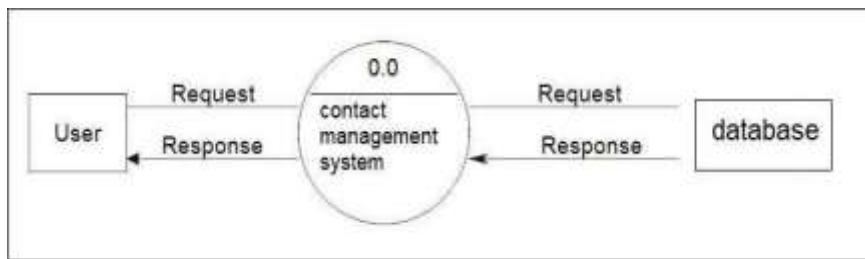 0.0
Request
Request
contact
management
system
User
database
Response
Response